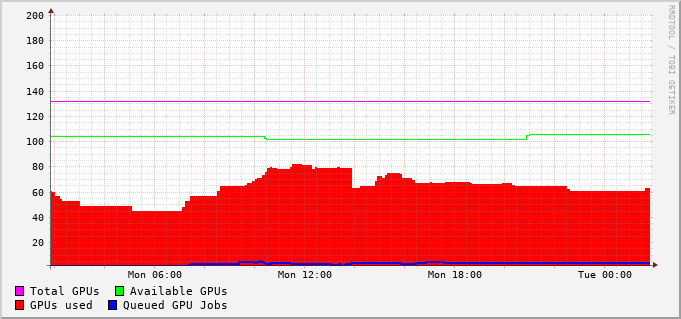 200
180
160
140
120
100
80
60
40
20
Mon 06:00 Mon 12:00 Mon 18:00 Tue 00:00
Total GPUs Available GPUs
GPUs used Queued GPU Jobs
RRDTOOL / TOBI OETIKER